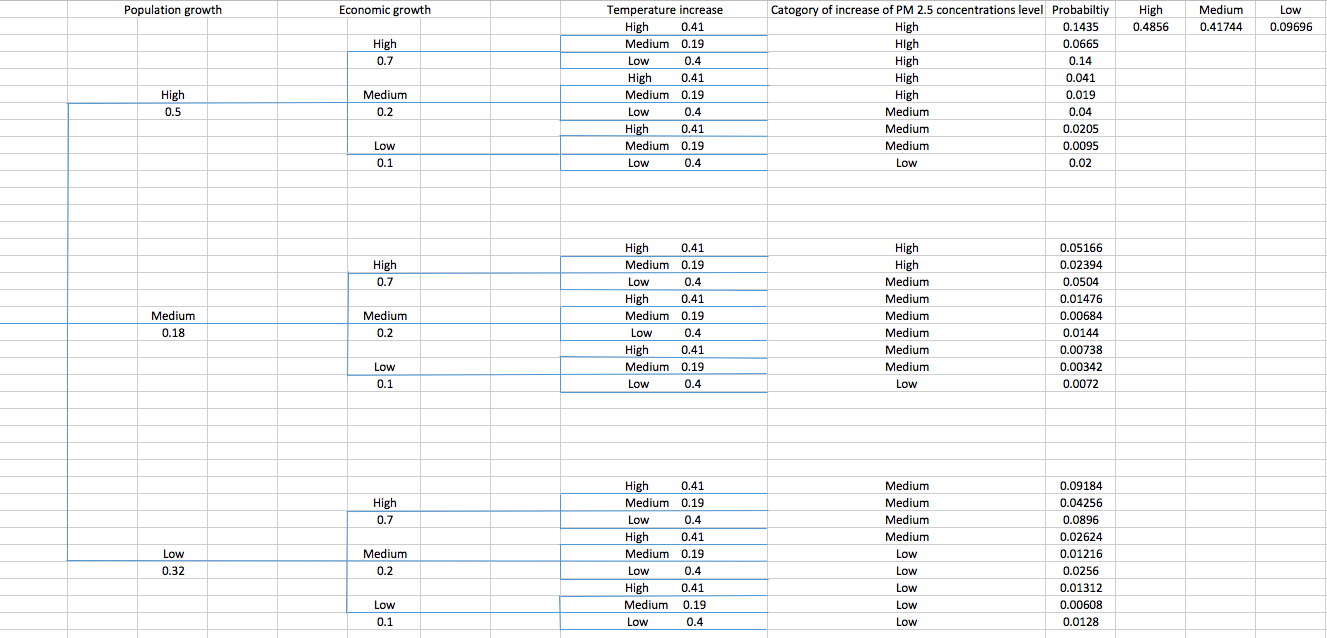 Population growth Economic growth Temperature increase Catogory of increase of PM 2.5 concentrations level Probabiltiy High Medium Low
High 0.41 High 0.1435 0.4856 0.41744 0.09696
High Medium 0.19 HIgh 0.0665
0.7 Low 0.4 High 0.14
High 0.41 High 0.041
High Medium Medium 0.19 High 0.019
0.5 0.2 Low 0.4 Medium 0.04
High 0.41 Medium 0.0205
Low Medium 0.19 Medium 0.0095
0.1 Low 0.4 Low 0.02
High 0.41 High 0.05166
High Medium 0.19 High 0.02394
0.7 Low 0.4 Medium 0.0504
High 0.41 Medium 0.01476
Medium Medium Medium 0.19 Medium 0.00684
0.18 0.2 Low 0.4 Medium 0.0144
High 0.41 Medium 0.00738
Low Medium 0.19 Medium 0.00342
0.1 Low 0.4 Low 0.0072
High 0.41 Medium 0.09184
High Medium 0.19 Medium 0.04256
0.7 Low 0.4 Medium 0.0896
High 0.41 Medium 0.02624
Low Medium Medium 0.19 Low 0.01216
0.32 0.2 Low 0.4 Low 0.0256
High 0.41 Low 0.01312
Low Medium 0.19 Low 0.00608
0.1 Low 0.4 Low 0.0128